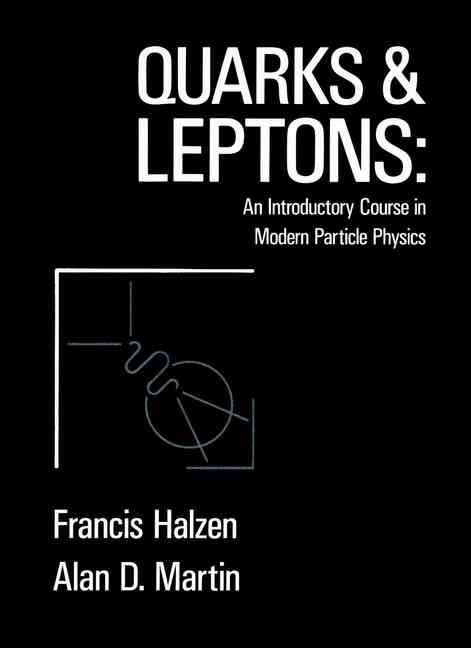 QUARKS &
LEPTONS:
An Introductory Course in
Modern Particle Physics
Francis Halzen
Alan D. Martin